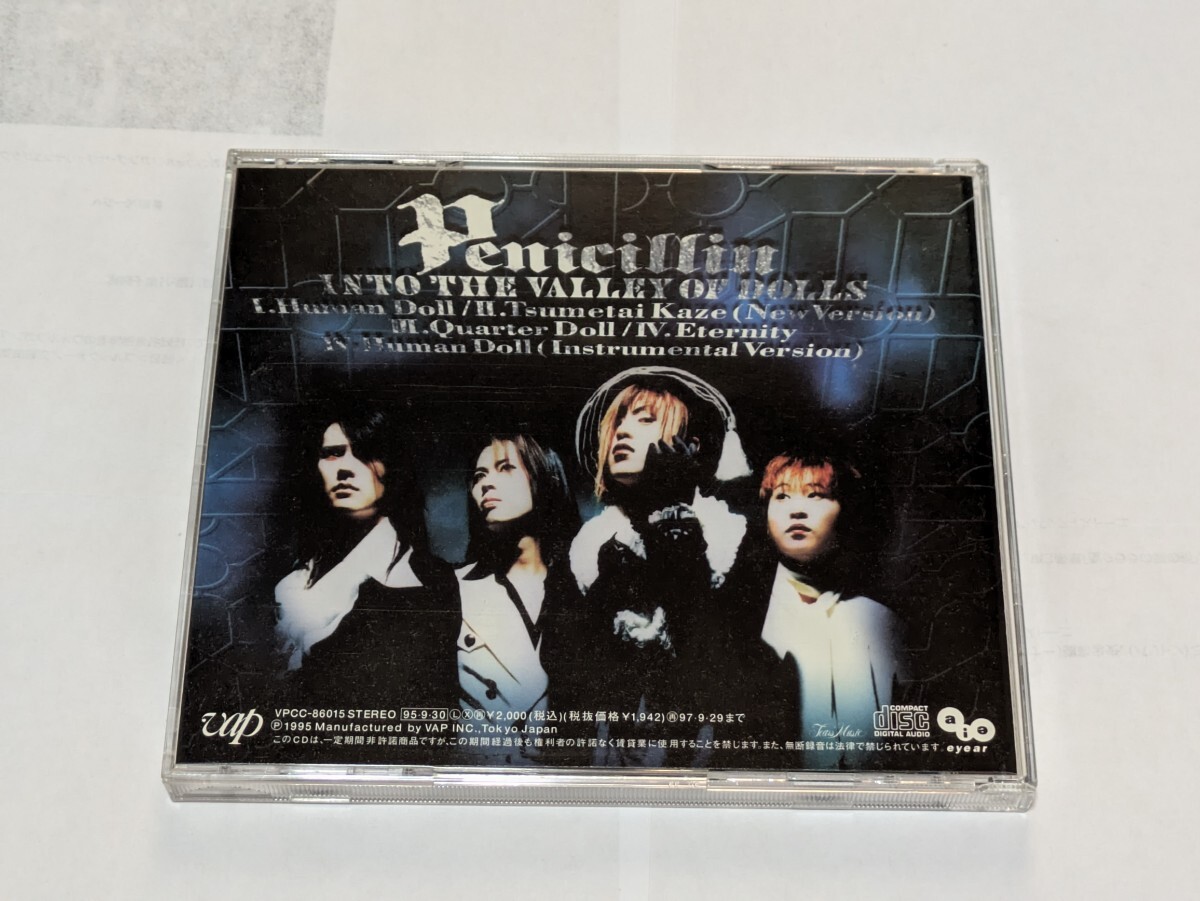 Penicillin
INTO THE VALLEY OF DOLLS
I.Human Doll/II.Tsumetai Kaze(New Version)
III.Quarter Doll/IV.Eternity
IV.Human Doll(Instrumental Version)
vap
VPCC-86015 STEREO 95・9・30 Ⓛ Ⓧ ㊢ ¥2,000(税込)(税抜価格¥1,942) ㊢ 97・9・29まで
Ⓟ1995 Manufactured by VAP INC.,Tokyo Japan
このCDは、一定期間非許諾商品ですが、この期間経過後も権利者の許諾なく賃貸業に使用することを禁じます。また、無断録音は法律で禁じられています。
COMPACT
disc
DIGITAL AUDIO
eyear